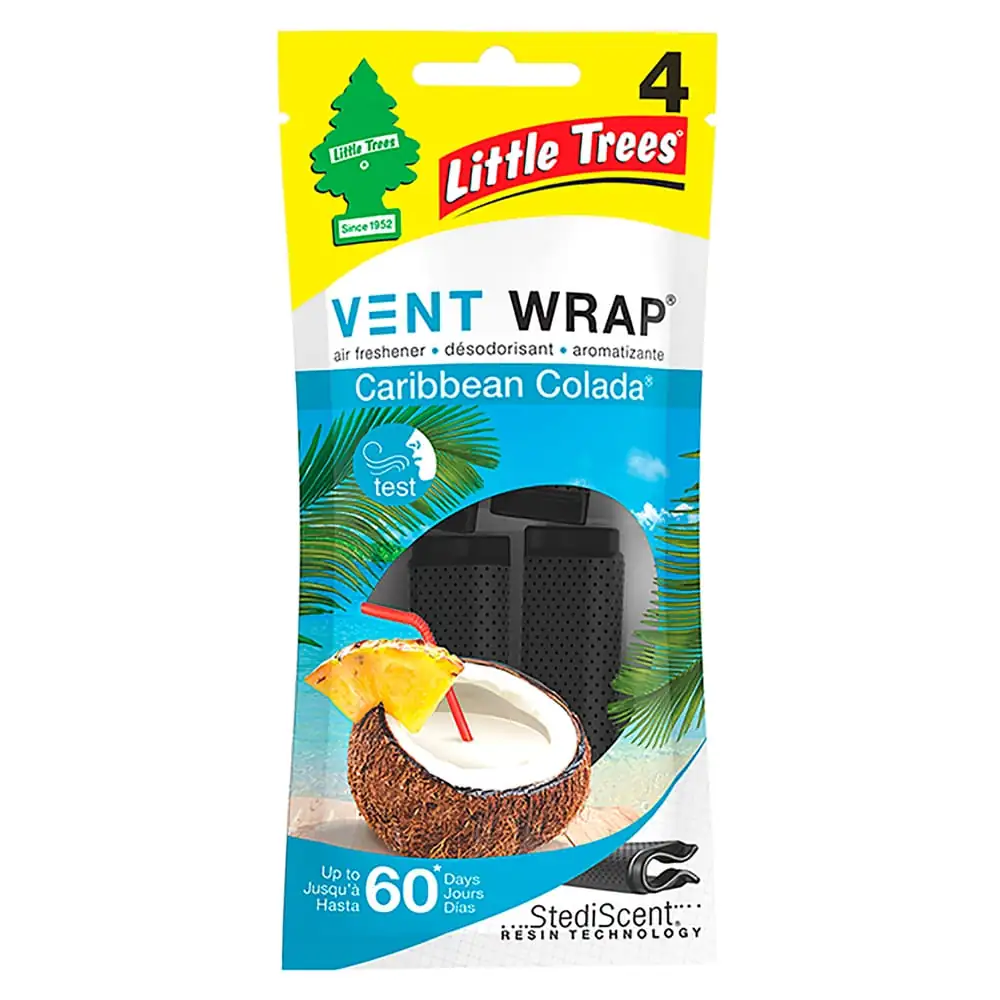 4
Little Trees
Since 1952
Little Trees®
VENT WRAP®
air freshener • désodorisant • aromatizante
Caribbean Colada®
test
Up to
Jusqu'à
Hasta
60*
Days
Jours
Días
StediScent®
RESIN TECHNOLOGY